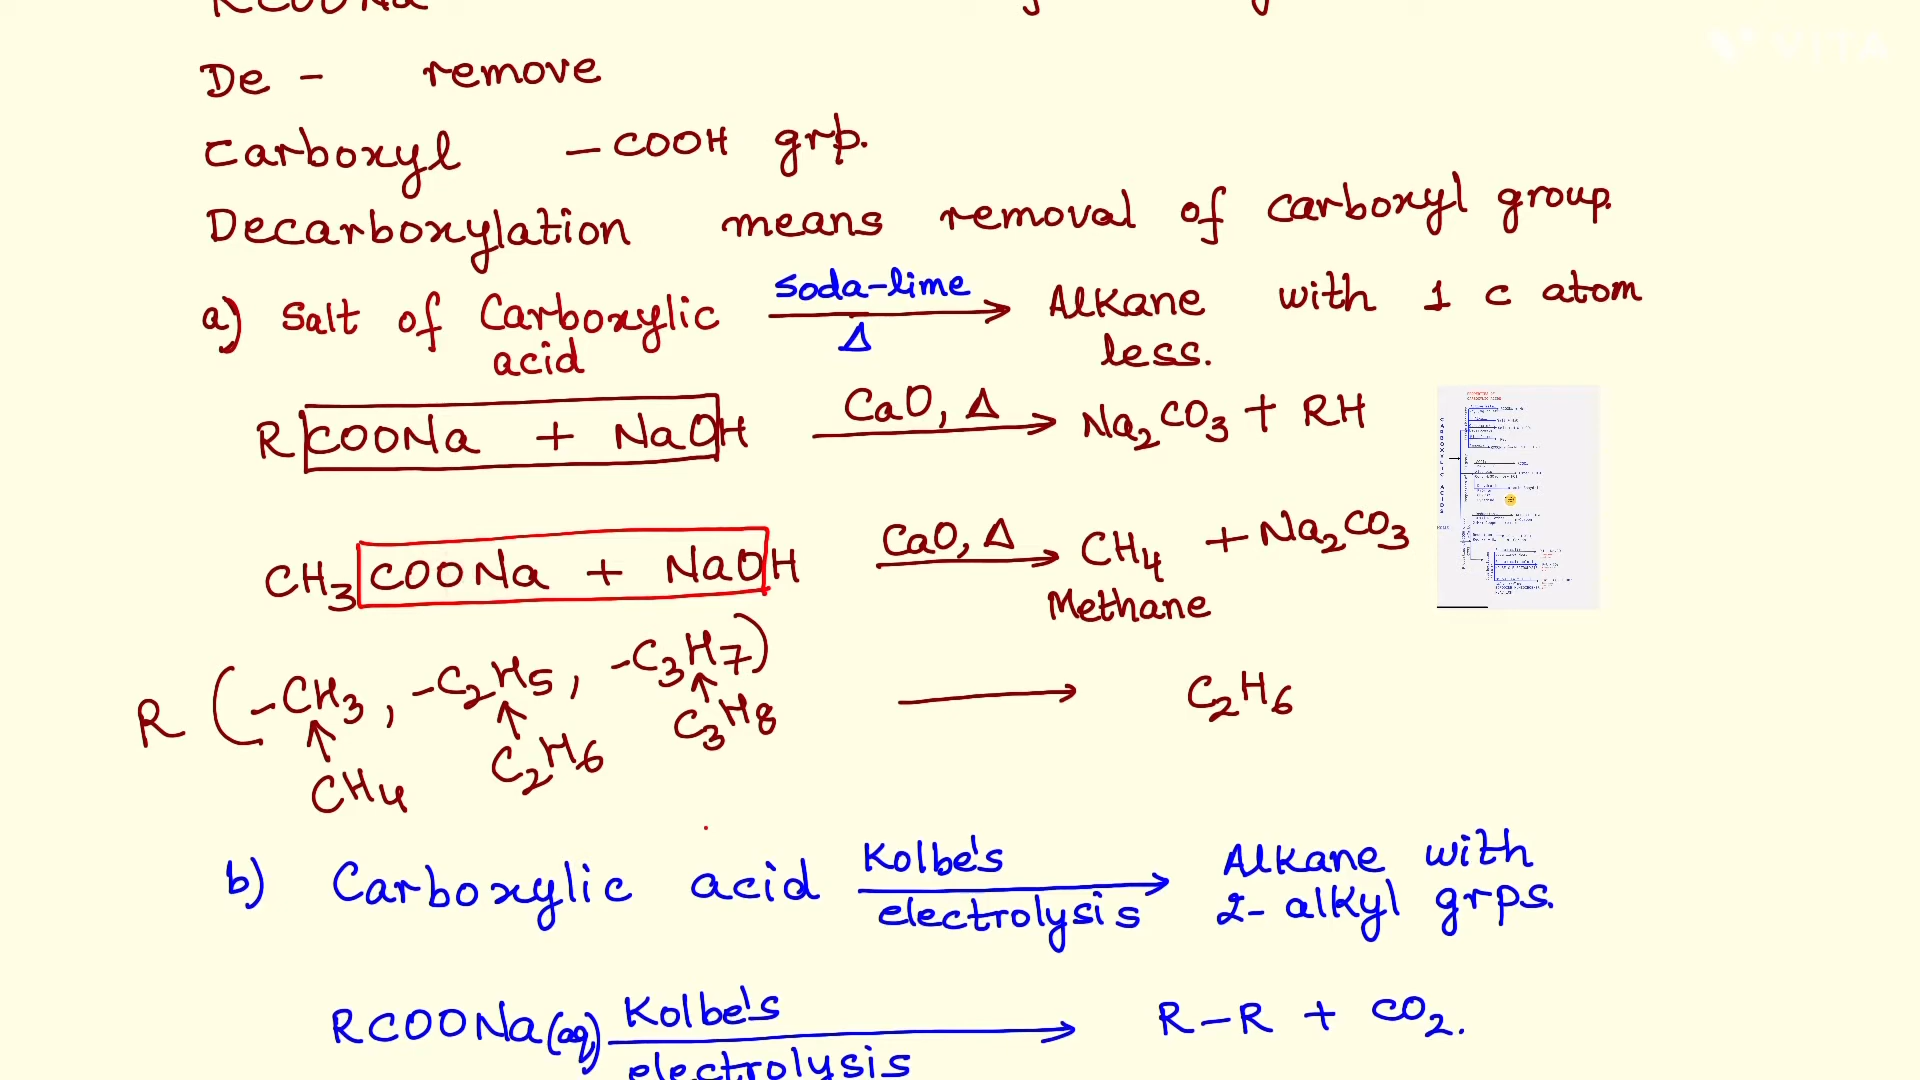 RCOONa
De - remove
Carboxyl - COOH grp.
Decarboxylation means removal of carboxyl group.
a) Salt of Carboxylic acid soda-lime Δ → Alkane with 1 c atom less.
RCOONa + NaOH CaO, Δ → Na2CO3 + RH
CH3COONa + NaOH CaO, Δ → CH4 + Na2CO3
Methane
R (-CH3, -C2H5, -C3H7) → C2H6
CH4 C2H6 C3H8
b) Carboxylic acid Kolbe's electrolysis → Alkane with 2-alkyl grps.
RCOONa(aq) Kolbe's electrolysis → R-R + CO2.
VITA